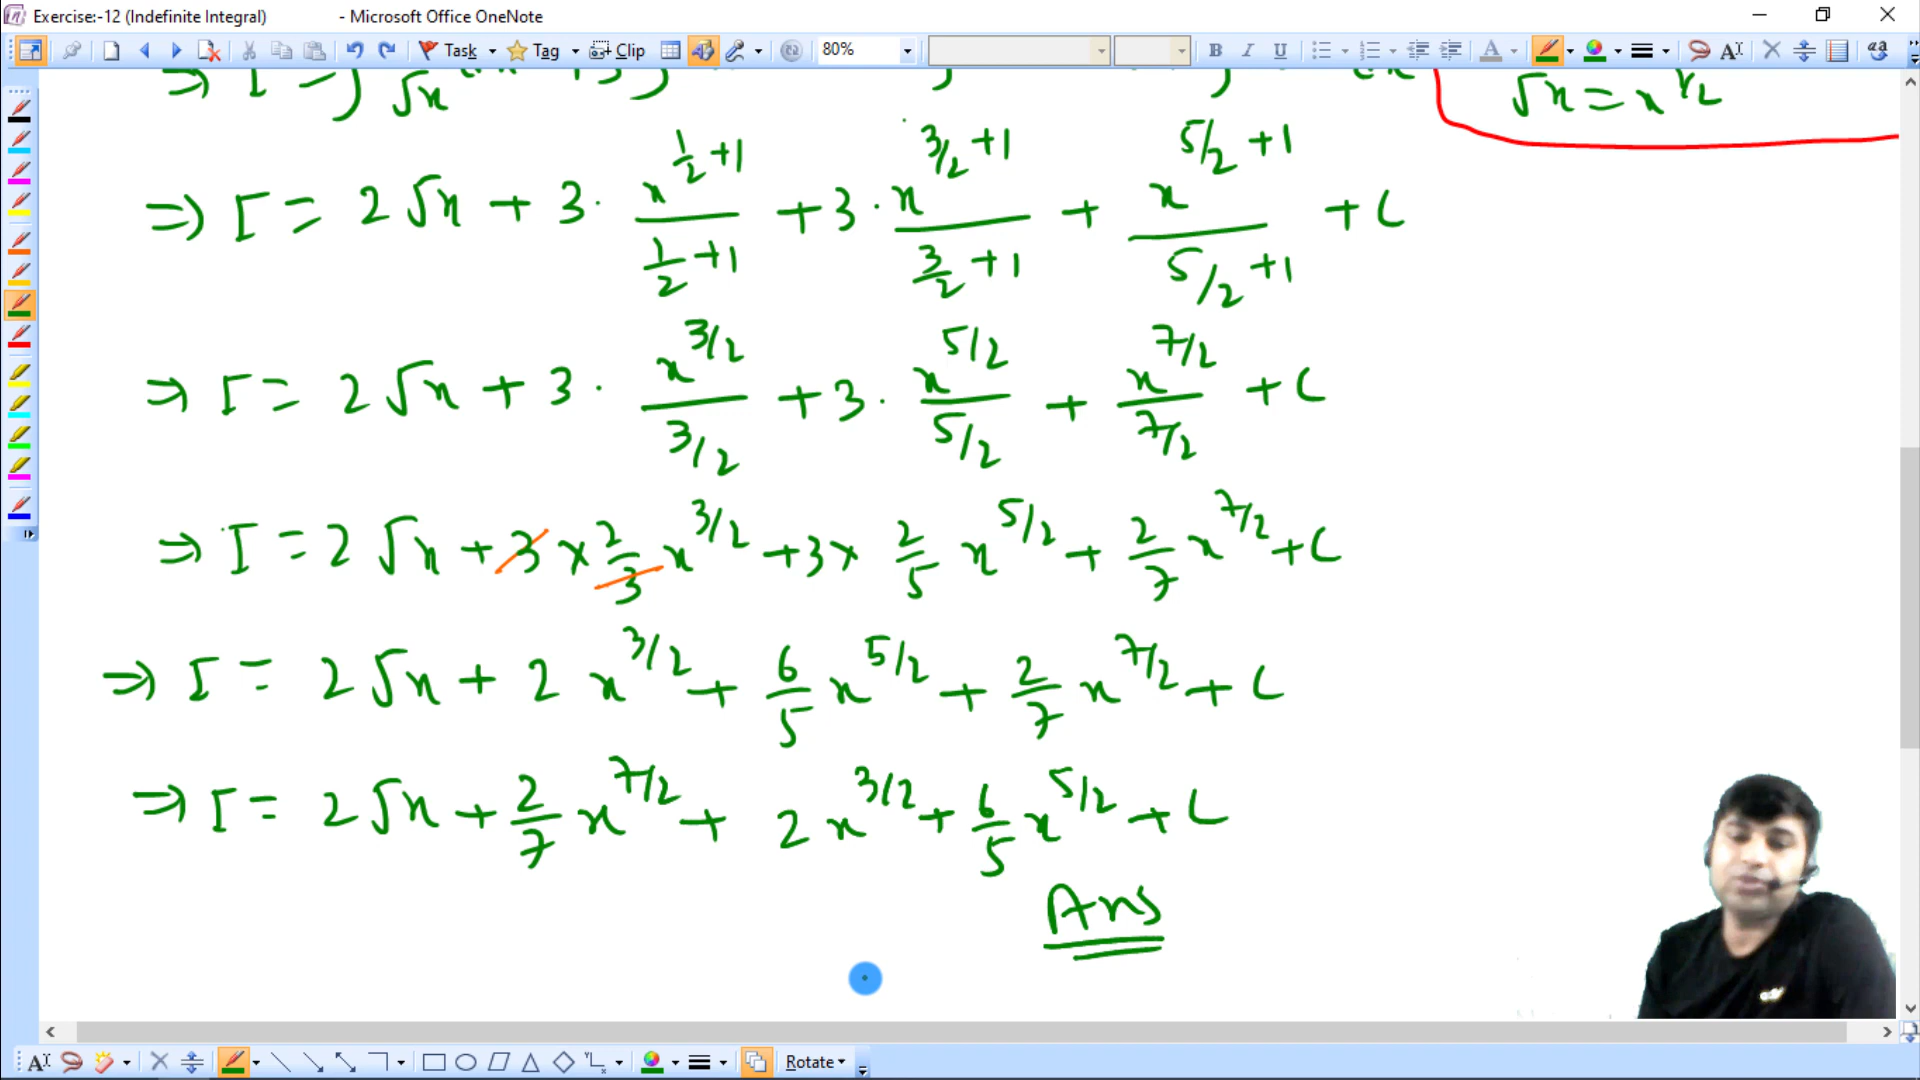 Exercise:-12 (Indefinite Integral) - Microsoft Office OneNote
Task Tag Clip 80% B I U A
√x = x^1/2
⇒ I = 2√x + 3 · x^(1/2 + 1) / (1/2 + 1) + 3 · x^(3/2 + 1) / (3/2 + 1) + x^(5/2 + 1) / (5/2 + 1) + C
⇒ I = 2√x + 3 · x^3/2 / 3/2 + 3 · x^5/2 / 5/2 + x^7/2 / 7/2 + C
⇒ I = 2√x + 3 × 2/3 x^3/2 + 3 × 2/5 x^5/2 + 2/7 x^7/2 + C
⇒ I = 2√x + 2 x^3/2 + 6/5 x^5/2 + 2/7 x^7/2 + C
⇒ I = 2√x + 2/7 x^7/2 + 2 x^3/2 + 6/5 x^5/2 + C
Ans
Rotate